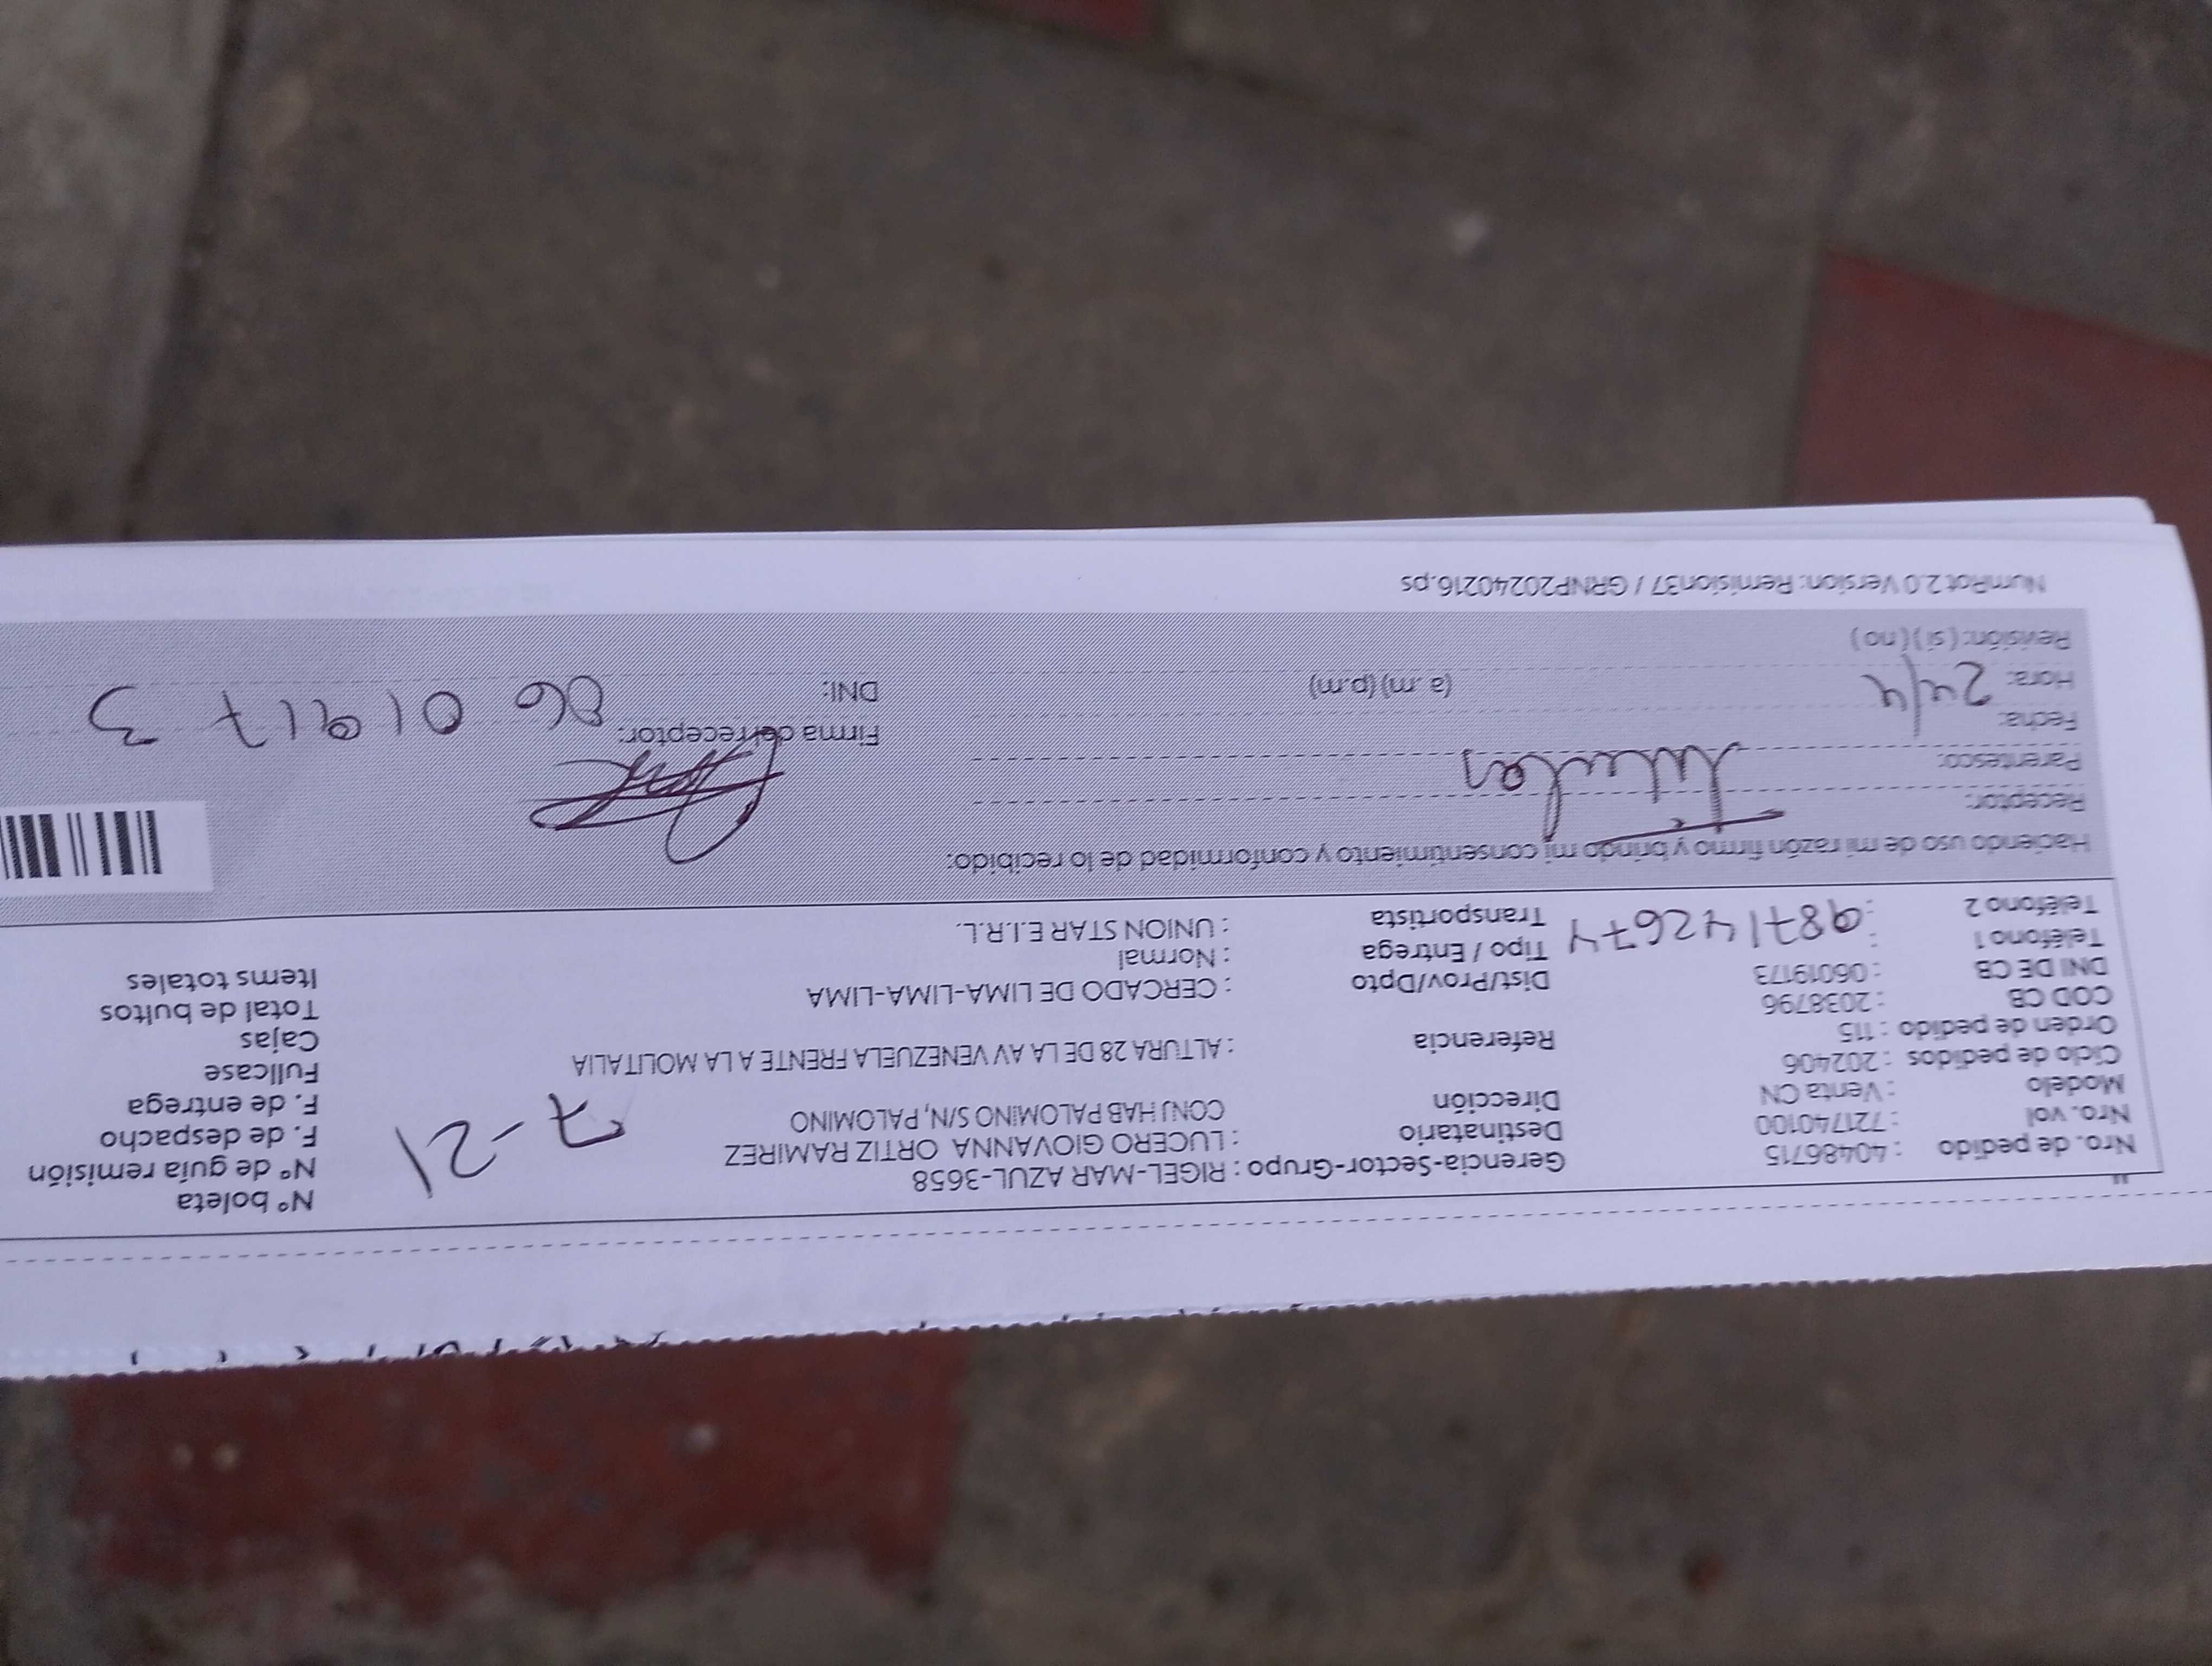 Nro. de pedido : 40486715
Nro. vol : 721740100
Modelo : Venta CN
Ciclo de pedidos : 202406
Orden de pedido : 115
COD CB : 2038796
DNI DE CB : 06019173
Teléfono 1 :
Teléfono 2 : 987142674
Gerencia-Sector-Grupo : RIGEL-MAR AZUL-3658
Destinatario : LUCERO GIOVANNA ORTIZ RAMIREZ
Dirección CONJ HAB PALOMINO S/N, PALOMINO
7-21
Referencia : ALTURA 28 DE LA AV VENEZUELA FRENTE A LA MOLITALIA
Dist/Prov/Dpto : CERCADO DE LIMA-LIMA-LIMA
Tipo / Entrega : Normal
Transportista : UNION STAR E.I.R.L.
N° boleta
N° de guía remisión
F. de despacho
F. de entrega
Fullcase
Cajas
Total de bultos
Items totales
Haciendo uso de mi razón firmo y brindo mi consentimiento y conformidad de lo recibido:
Receptor: Titular
Parentesco:
Fecha: 24/4
Hora: (a.m) (p.m)
Revisión: ( si ) ( no )
Firma del receptor:
DNI: 06019173
NumRot 2.0 Version: Remision37 / GRNP20240216.ps